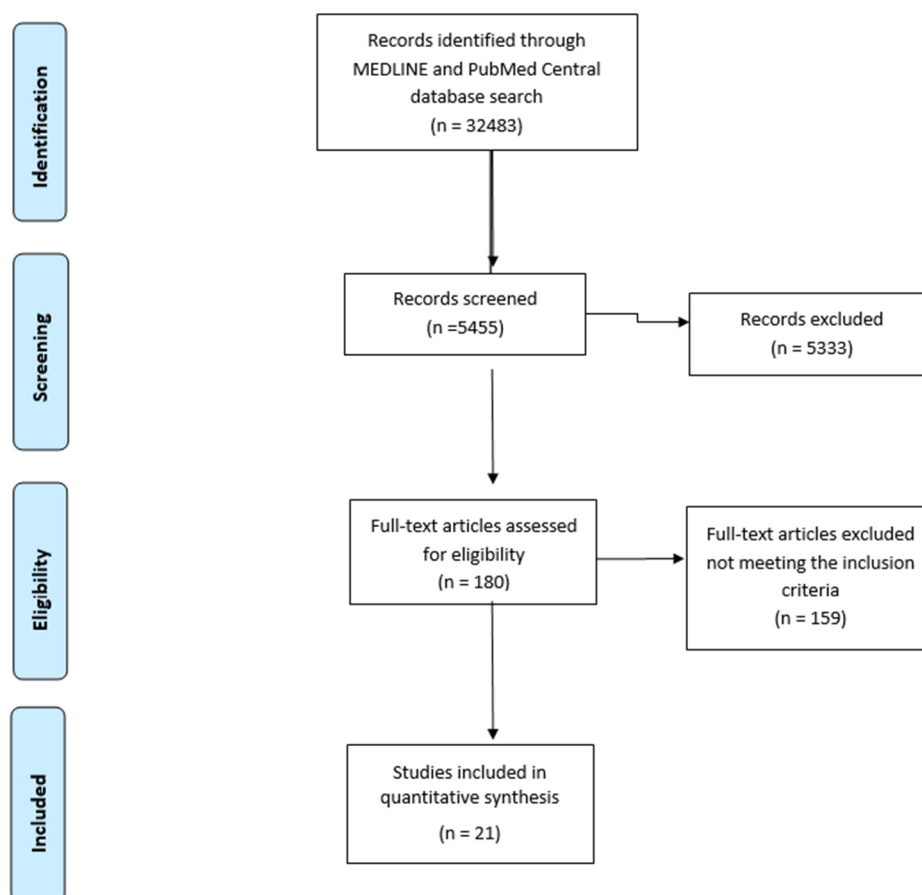 Identification
Records identified through
MEDLINE and PubMed Central
database search
(n = 32483)
Screening
Records screened
(n =5455)
Records excluded
(n = 5333)
Eligibility
Full-text articles assessed
for eligibility
(n = 180)
Full-text articles excluded
not meeting the inclusion
criteria
(n = 159)
Included
Studies included in
quantitative synthesis
(n = 21)